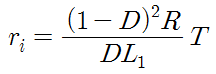 r_i = \frac{(1 - D)^2 R}{D L_1} T